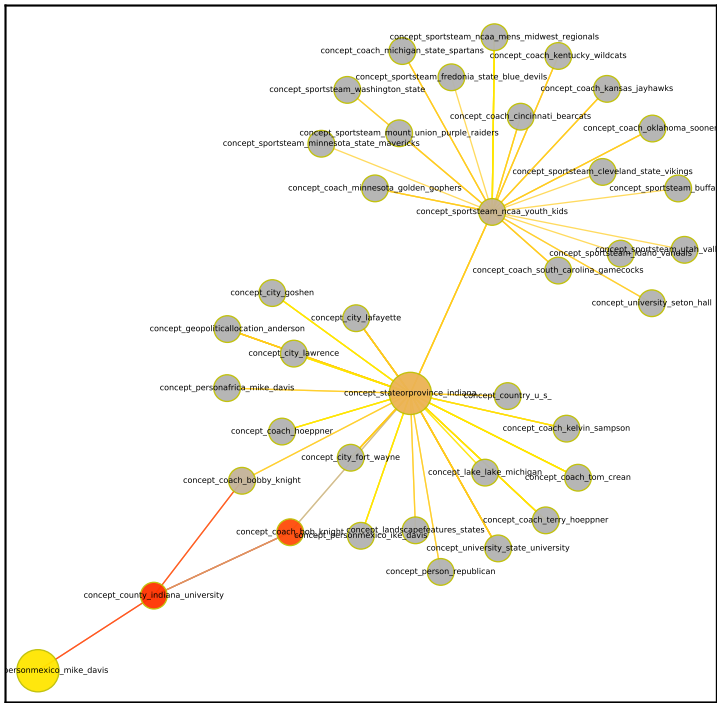 concept_sportsteam_ncaa_mens_midwest_regionals
concept_coach_michigan_state_spartans
concept_coach_kentucky_wildcats
concept_sportsteam_fredonia_state_blue_devils
concept_sportsteam_washington_state
concept_coach_kansas_jayhawks
concept_coach_cincinnati_bearcats
concept_coach_oklahoma_sooner
concept_sportsteam_mount_union_purple_raiders
concept_sportsteam_minnesota_state_mavericks
concept_sportsteam_cleveland_state_vikings
concept_coach_minnesota_golden_gophers
concept_sportsteam_buffa
concept_sportsteam_ncaa_youth_kids
concept_sportsteam_utah_vall
concept_sportsteam_idaho_vandals
concept_coach_south_carolina_gamecocks
concept_city_goshen
concept_university_seton_hall
concept_city_lafayette
concept_geopoliticallocation_anderson
concept_city_lawrence
concept_personafrica_mike_davis
concept_stateorprovince_indiana
concept_country_u_s_
concept_coach_hoeppner
concept_coach_kelvin_sampson
concept_city_fort_wayne
concept_lake_lake_michigan
concept_coach_bobby_knight
concept_coach_tom_crean
concept_coach_terry_hoeppner
concept_coach_bob_knight
concept_landscapefeatures_states
concept_personmexico_ike_davis
concept_university_state_university
concept_person_republican
concept_county_indiana_university
personmexico_mike_davis